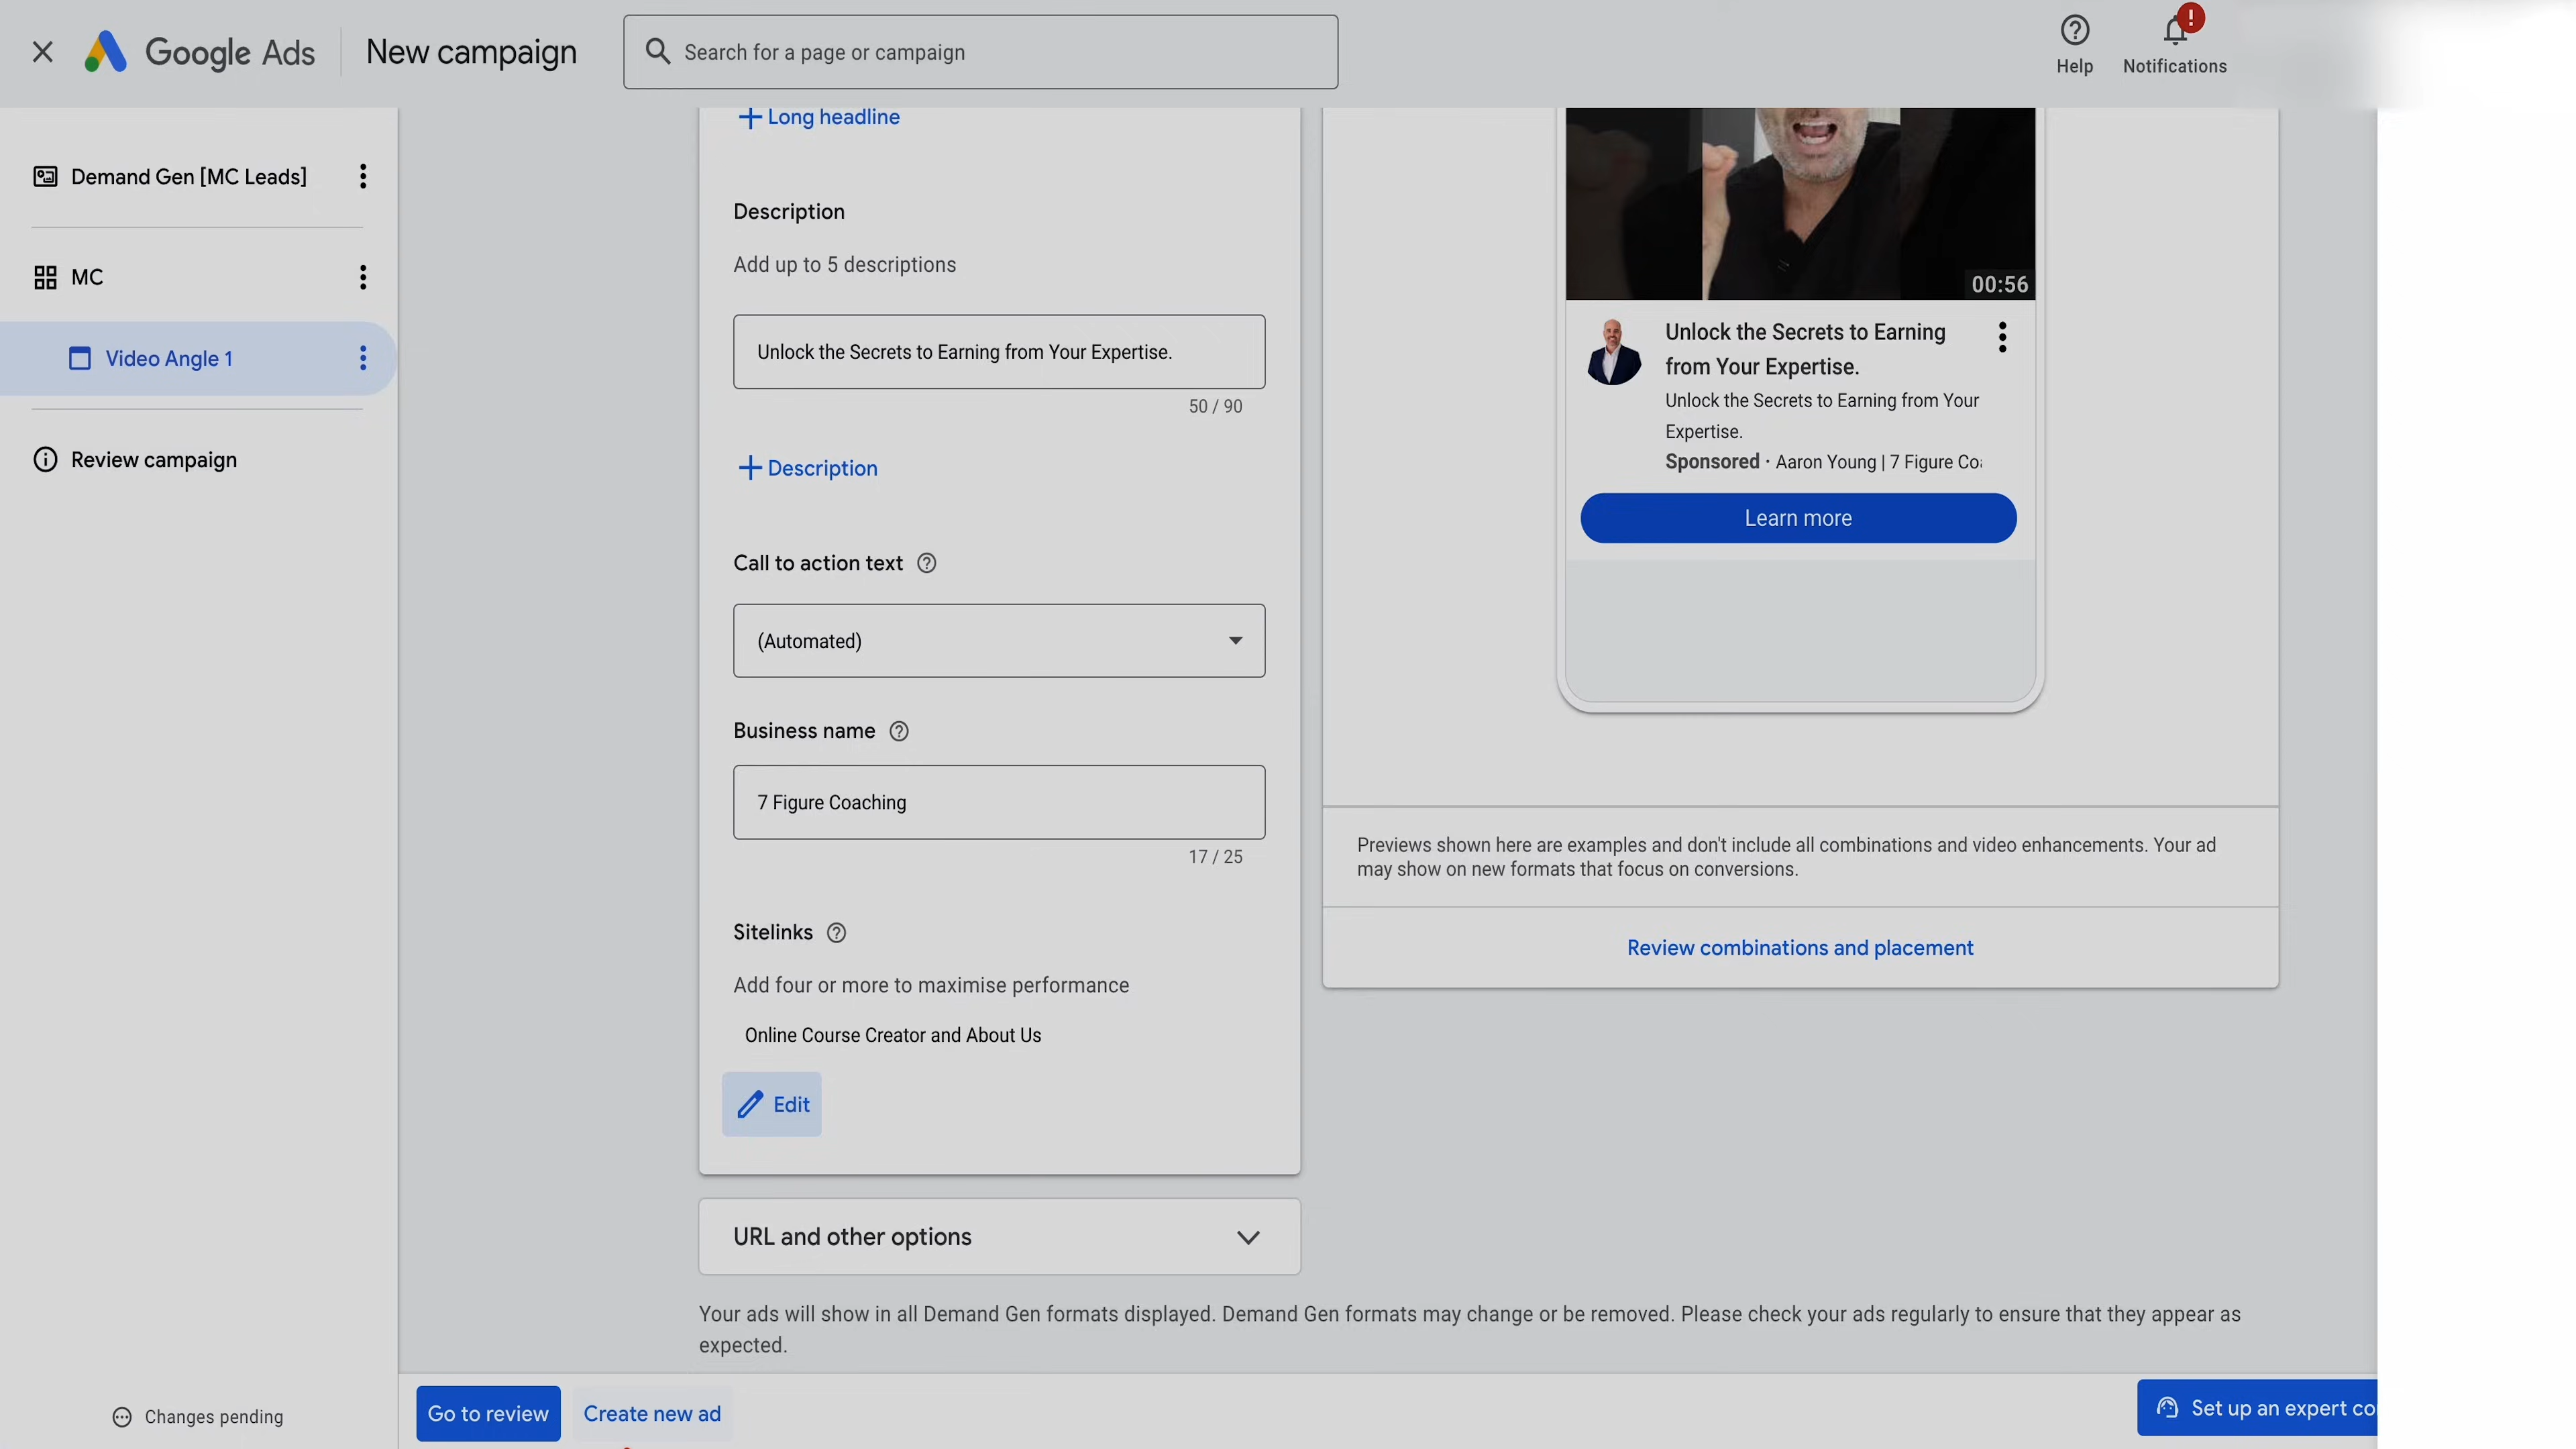 Google Ads
New campaign
Search for a page or campaign
Help
!
Notifications
Demand Gen [MC Leads]
MC
Video Angle 1
Review campaign
Changes pending
Long headline
Description
Add up to 5 descriptions
Unlock the Secrets to Earning from Your Expertise.
50 / 90
Description
Call to action text
(Automated)
Business name
7 Figure Coaching
17 / 25
Sitelinks
Add four or more to maximise performance
Online Course Creator and About Us
Edit
URL and other options
00:56
Unlock the Secrets to Earning
from Your Expertise.
Unlock the Secrets to Earning from Your
Expertise.
Sponsored · Aaron Young | 7 Figure
Learn more
Previews shown here are examples and don't include all combinations and video enhancements. Your ad
may show on new formats that focus on conversions.
Review combinations and placement
Your ads will show in all Demand Gen formats displayed. Demand Gen formats may change or be removed. Please check your ads regularly to ensure that they appear as
expected.
Go to review
Create new ad
Set up an expert